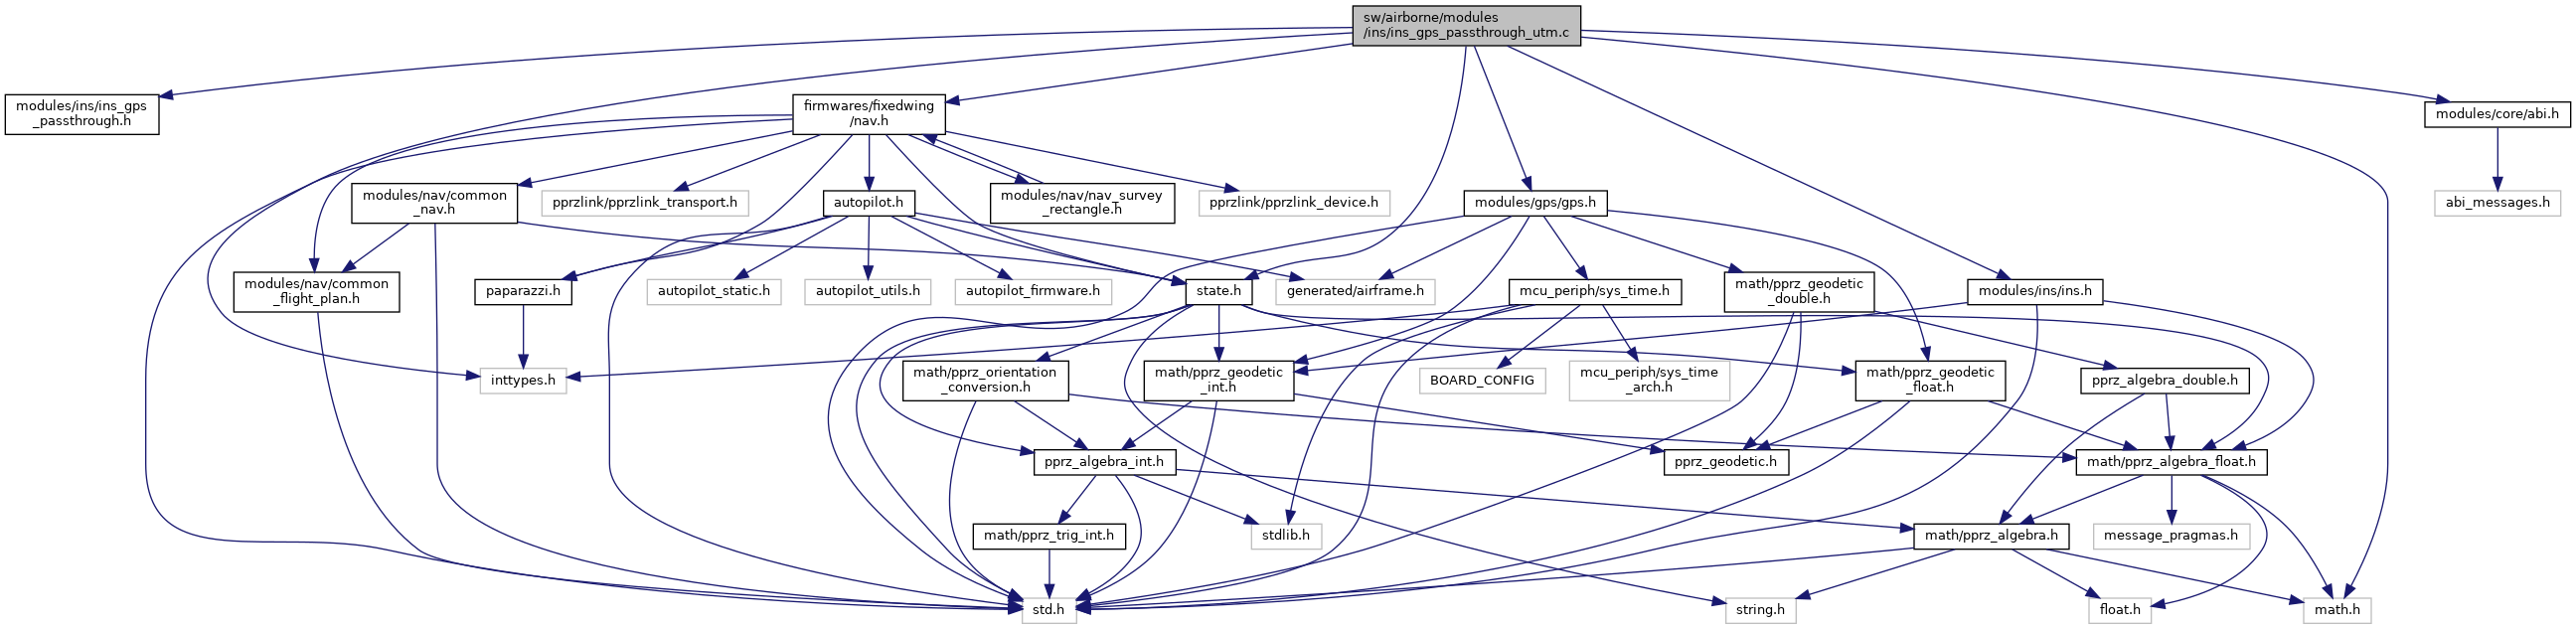 sw/airborne/modules
/ins/ins_gps_passthrough_utm.c
modules/ins/ins_gps
_passthrough.h
firmwares/fixedwing
/nav.h
modules/core/abi.h
modules/nav/common
_nav.h
pprzlink/pprzlink_transport.h
autopilot.h
modules/nav/nav_survey
_rectangle.h
pprzlink/pprzlink_device.h
modules/gps/gps.h
abi_messages.h
modules/nav/common
_flight_plan.h
paparazzi.h
autopilot_static.h
autopilot_utils.h
autopilot_firmware.h
state.h
generated/airframe.h
mcu_periph/sys_time.h
math/pprz_geodetic
_double.h
modules/ins/ins.h
inttypes.h
math/pprz_orientation
_conversion.h
math/pprz_geodetic
_int.h
BOARD_CONFIG
mcu_periph/sys_time
_arch.h
math/pprz_geodetic
_float.h
pprz_algebra_double.h
pprz_algebra_int.h
pprz_geodetic.h
math/pprz_algebra_float.h
math/pprz_trig_int.h
stdlib.h
math/pprz_algebra.h
message_pragmas.h
std.h
string.h
float.h
math.h